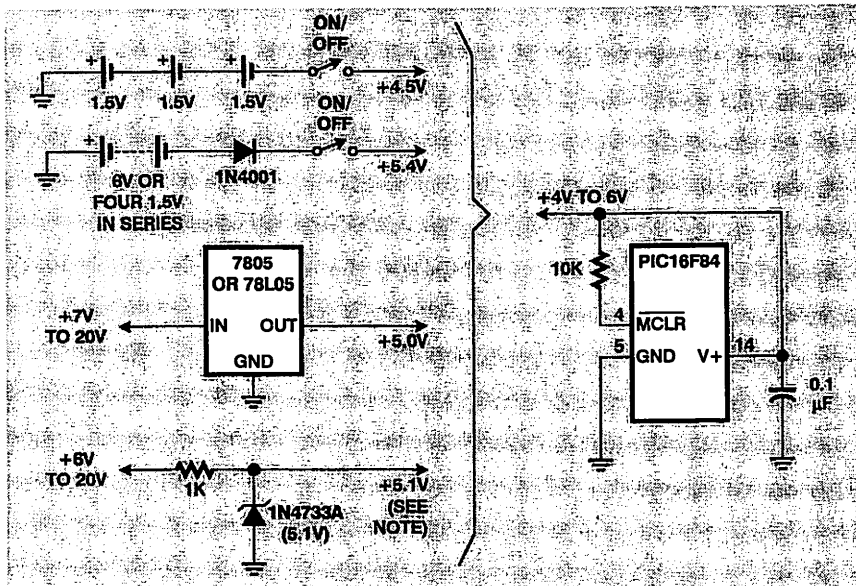 ON/
OFF
+ + +
1.5V 1.5V 1.5V
+4.5V
ON/
OFF
+
1N4001
+5.4V
6V OR
FOUR 1.5V
IN SERIES
+4V TO 6V
7805
OR 78L05
10K
PIC16F84
+7V
TO 20V
IN OUT
+5.0V
GND
4
MCLR
5
GND V+
14
0.1
μF
+6V
TO 20V
1K
+5.1V
(SEE
NOTE)
1N4733A
(5.1V)